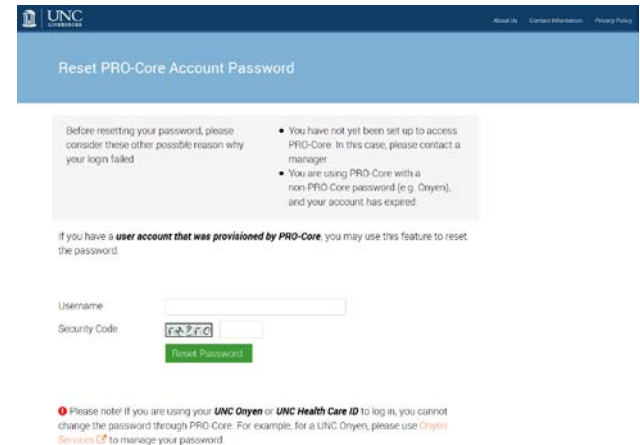 UNC
LINEBERGER
About Us Contact Information Privacy Policy
Reset PRO-Core Account Password
Before resetting your password, please
consider these other possible reason why
your login failed
● You have not yet been set up to access
PRO-Core. In this case, please contact a
manager.
● You are using PRO-Core with a
non-PRO-Core password (e.g. Onyen),
and your account has expired.
If you have a user account that was provisioned by PRO-Core, you may use this feature to reset
the password.
Username
Security Code
Reset Password
Please note! If you are using your UNC Onyen or UNC Health Care ID to log in, you cannot
change the password through PRO-Core. For example, for a UNC Onyen, please use Onyen
Services to manage your password